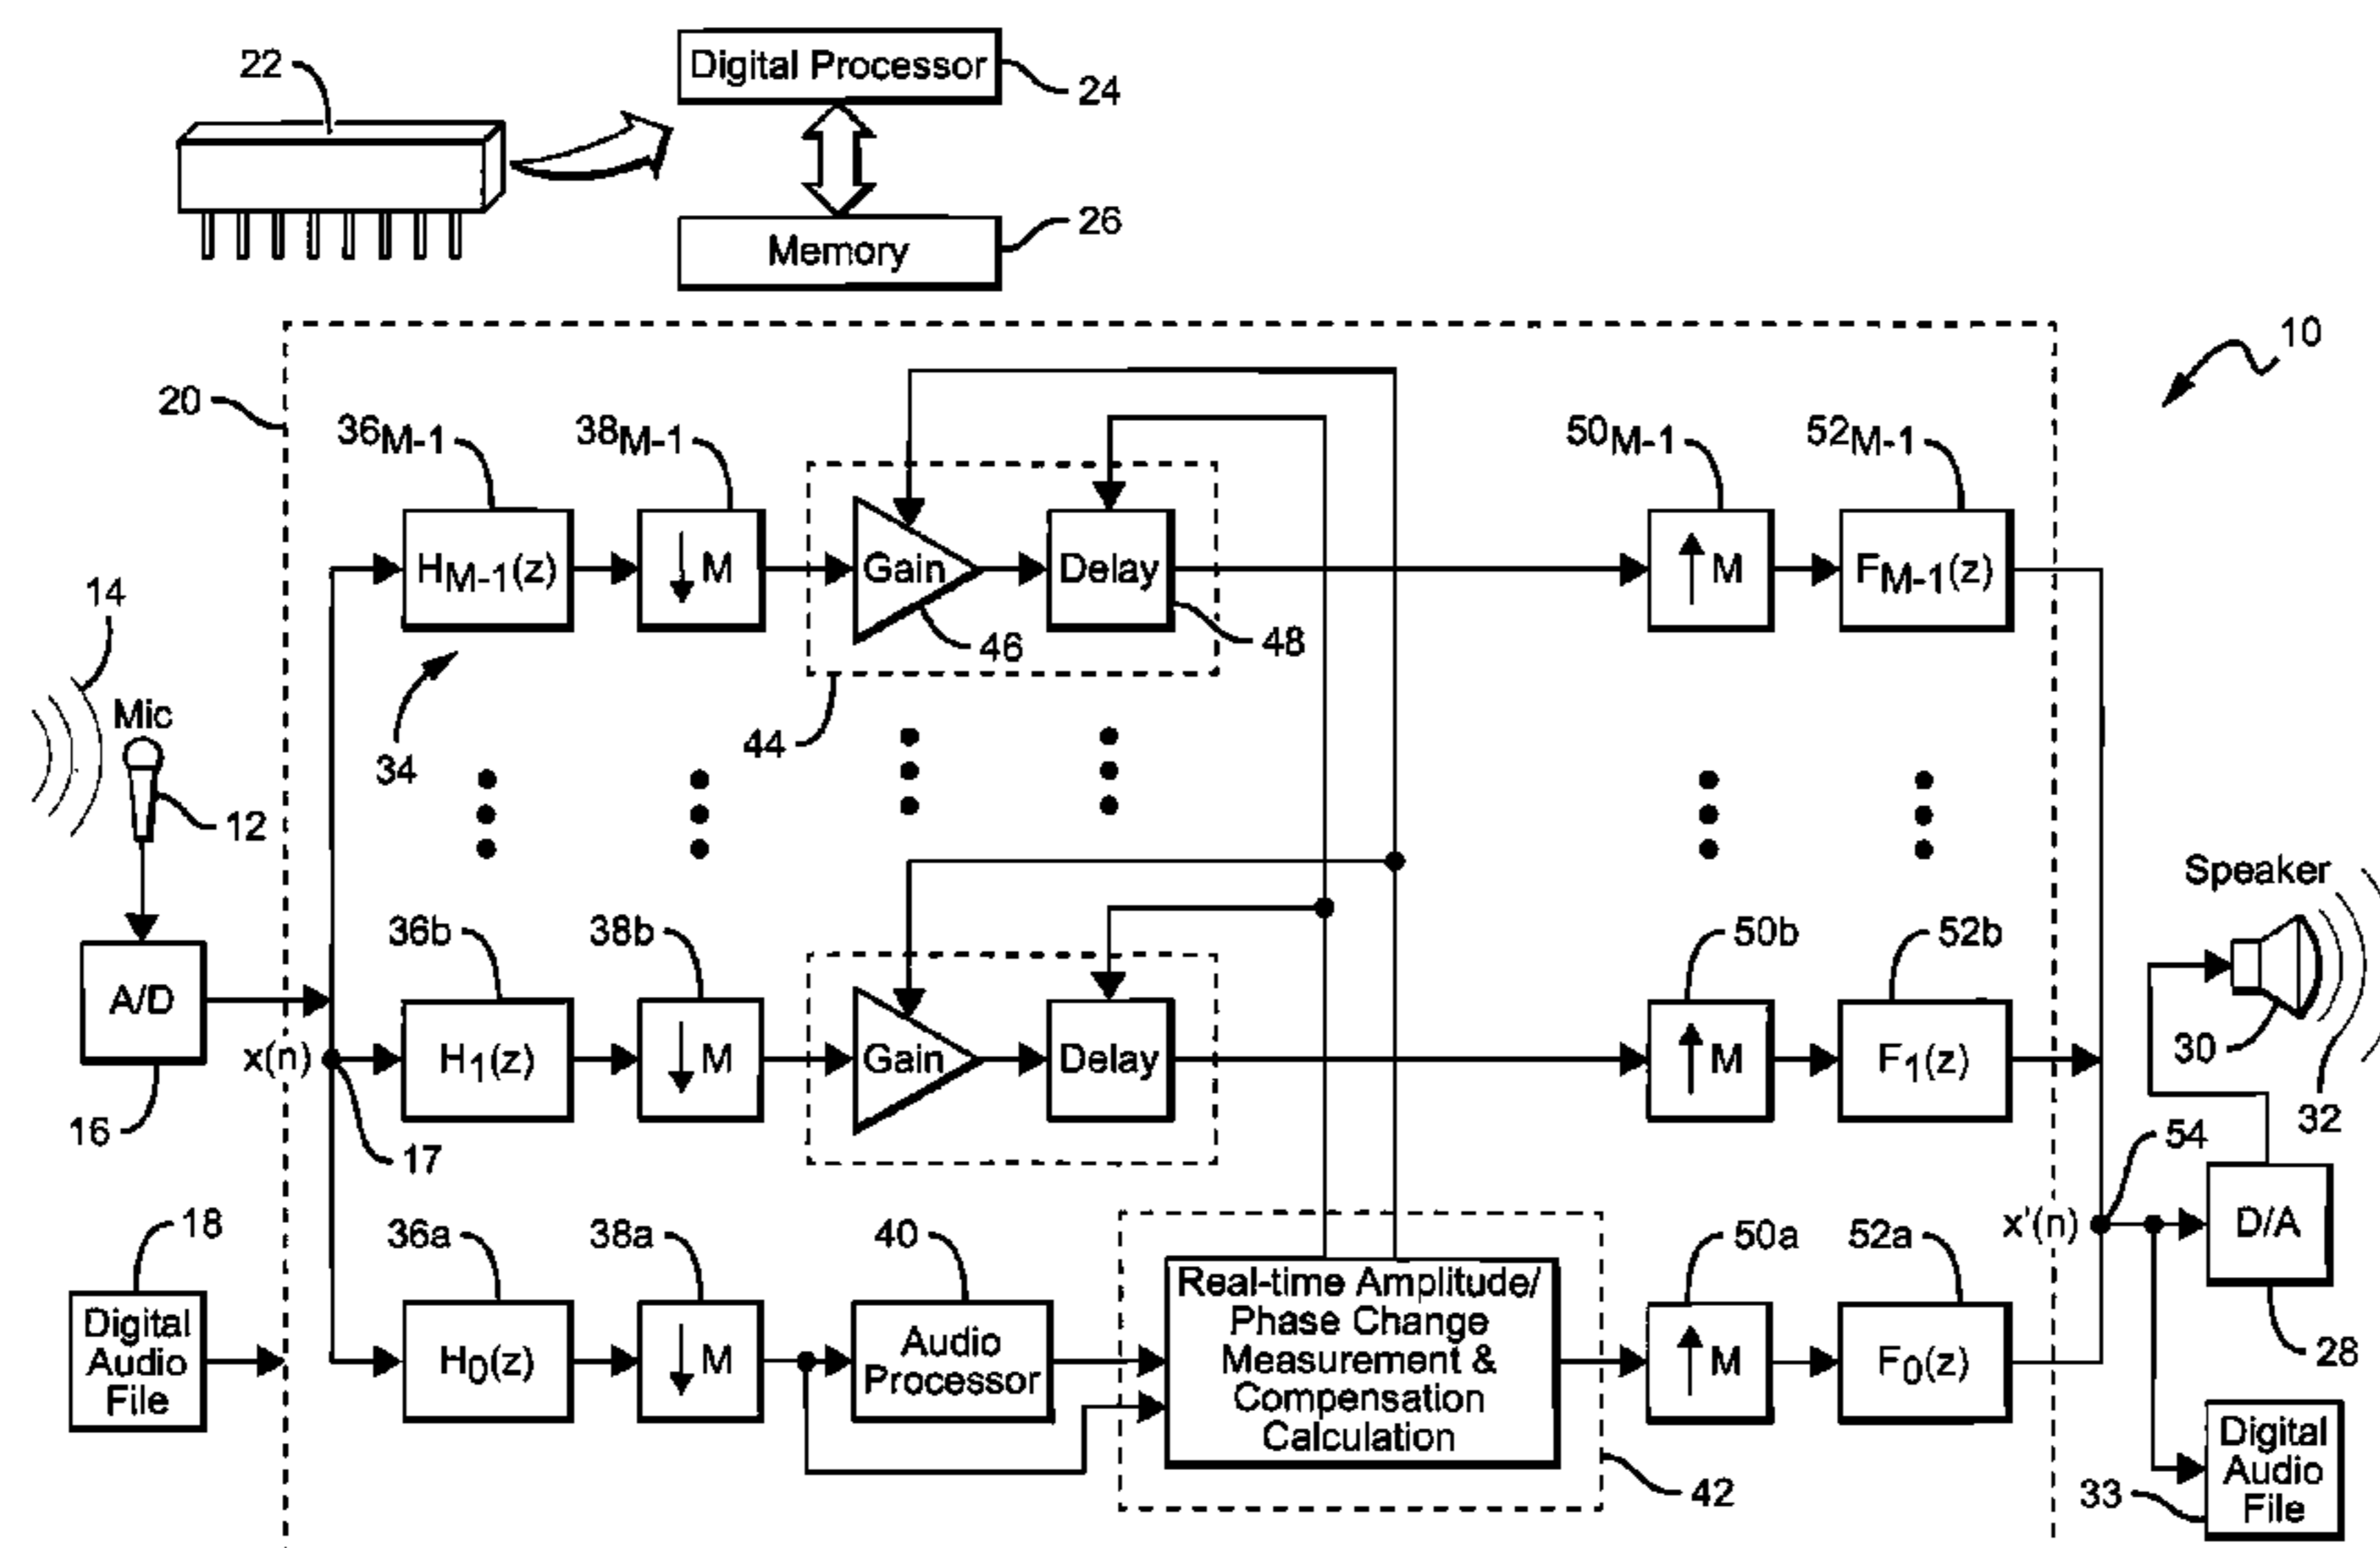 22
Digital Processor
24
Memory
26
10
20
36M-1
38M-1
50M-1
52M-1
HM-1(z)
↓ M
Gain
Delay
↑ M
FM-1(z)
14
46
48
Mic
34
44
12
Speaker
36b
38b
50b
52b
A/D
x(n)
H1(z)
↓ M
Gain
Delay
↑ M
F1(z)
30
32
16
17
54
18
36a
38a
40
50a
52a
x'(n)
D/A
Digital
Audio
File
H0(z)
↓ M
Audio
Processor
Real-time Amplitude/
Phase Change
Measurement &
Compensation
Calculation
↑ M
F0(z)
28
42
33
Digital
Audio
File